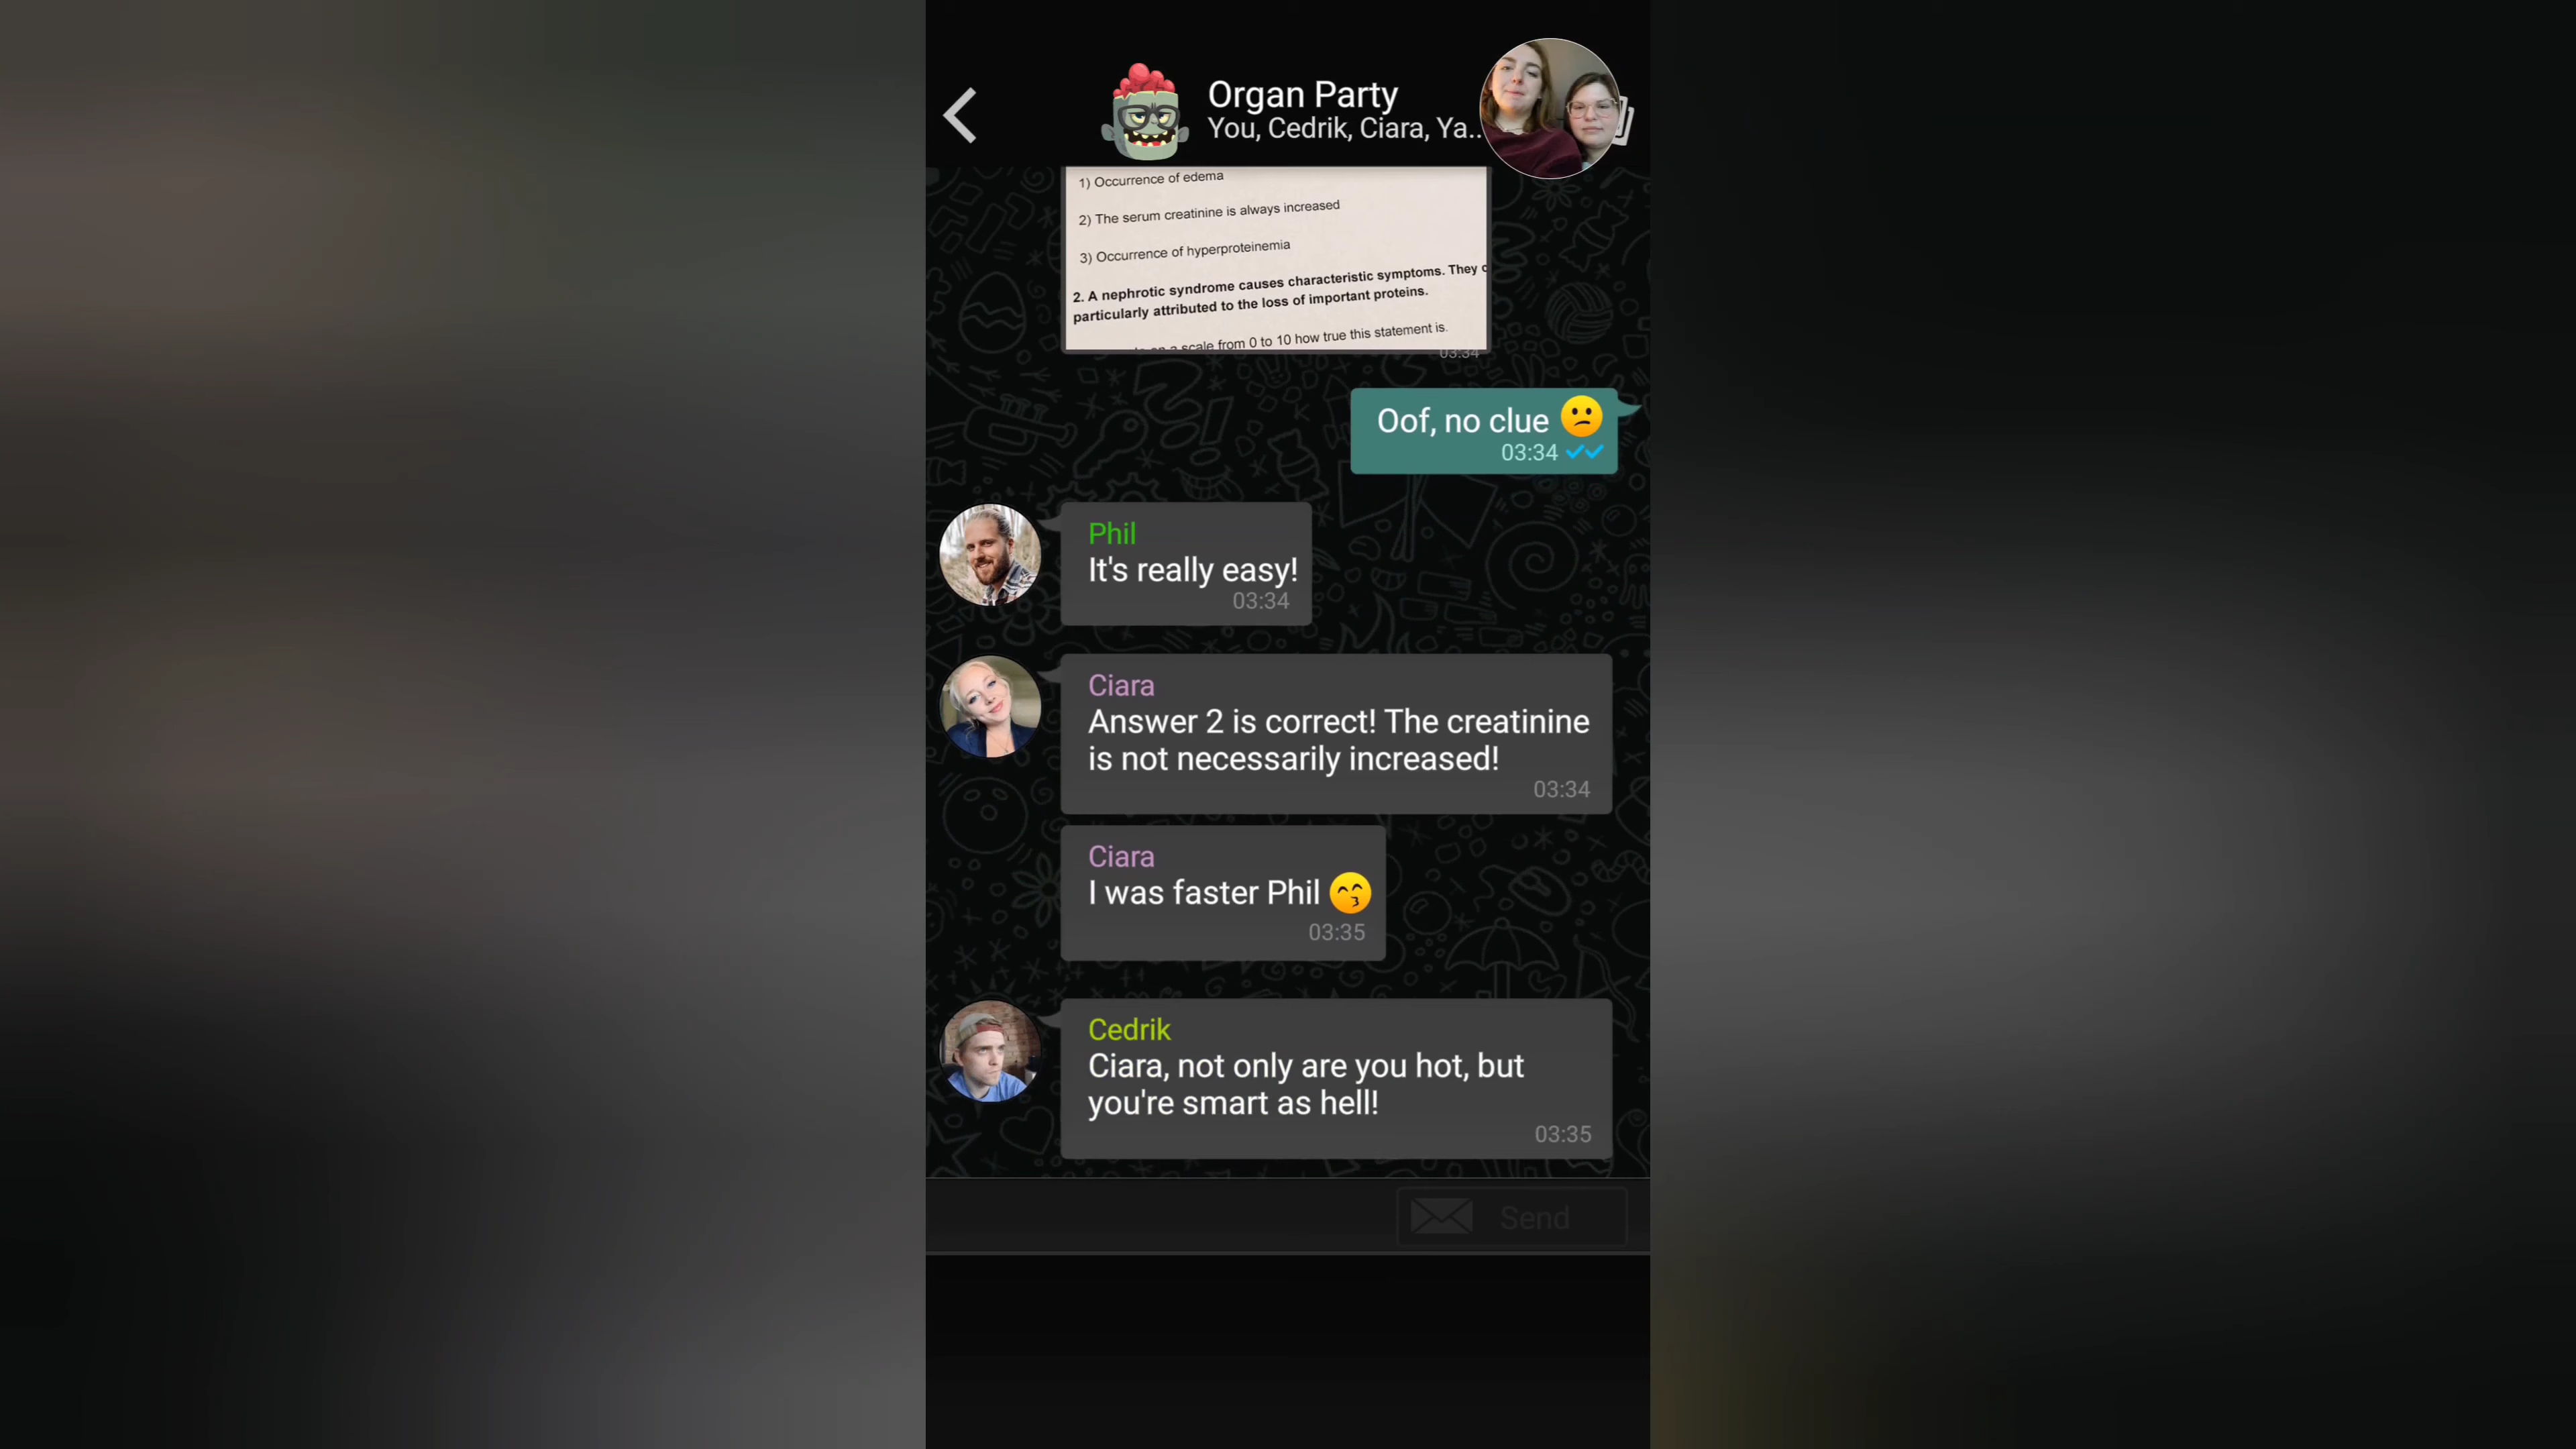 Organ Party
You, Cedrik, Ciara, Ya..
1) Occurrence of edema
2) The serum creatinine is always increased
3) Occurrence of hyperproteinemia
2. A nephrotic syndrome causes characteristic symptoms. They
particularly attributed to the loss of important proteins.
on a scale from 0 to 10 how true this statement is.
03:34
Oof, no clue 😕
03:34
Phil
It's really easy!
03:34
Ciara
Answer 2 is correct! The creatinine
is not necessarily increased!
03:34
Ciara
I was faster Phil 😙
03:35
Cedrik
Ciara, not only are you hot, but
you're smart as hell!
03:35
Send